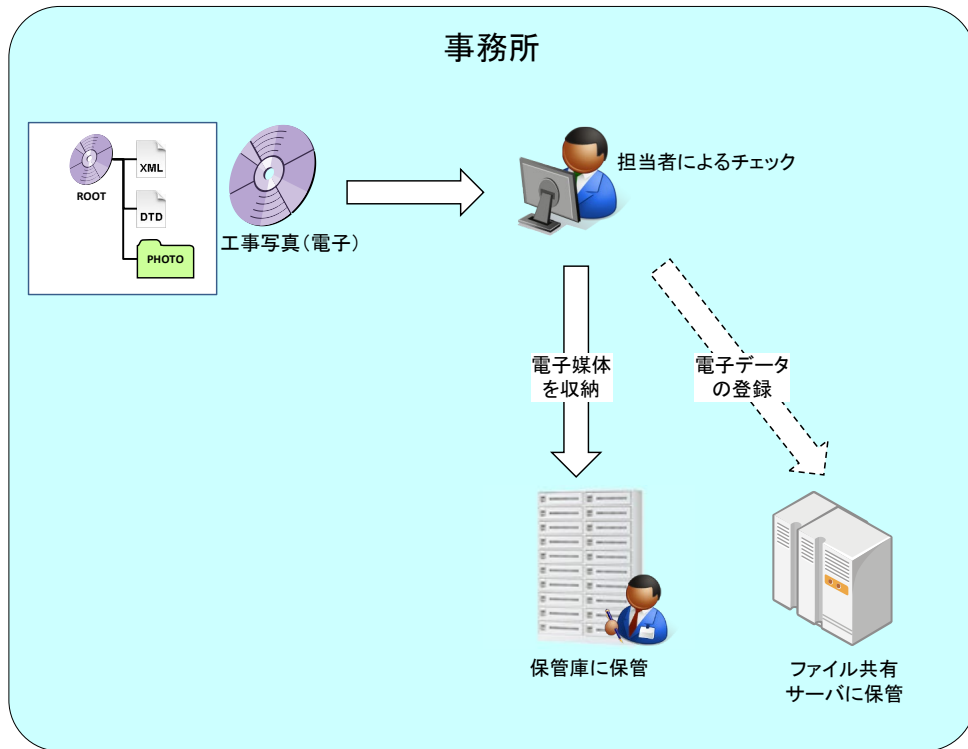 事務所
ROOT
XML
DTD
PHOTO
工事写真（電子）
担当者によるチェック
電子媒体
を収納
電子データ
の登録
保管庫に保管
ファイル共有
サーバに保管